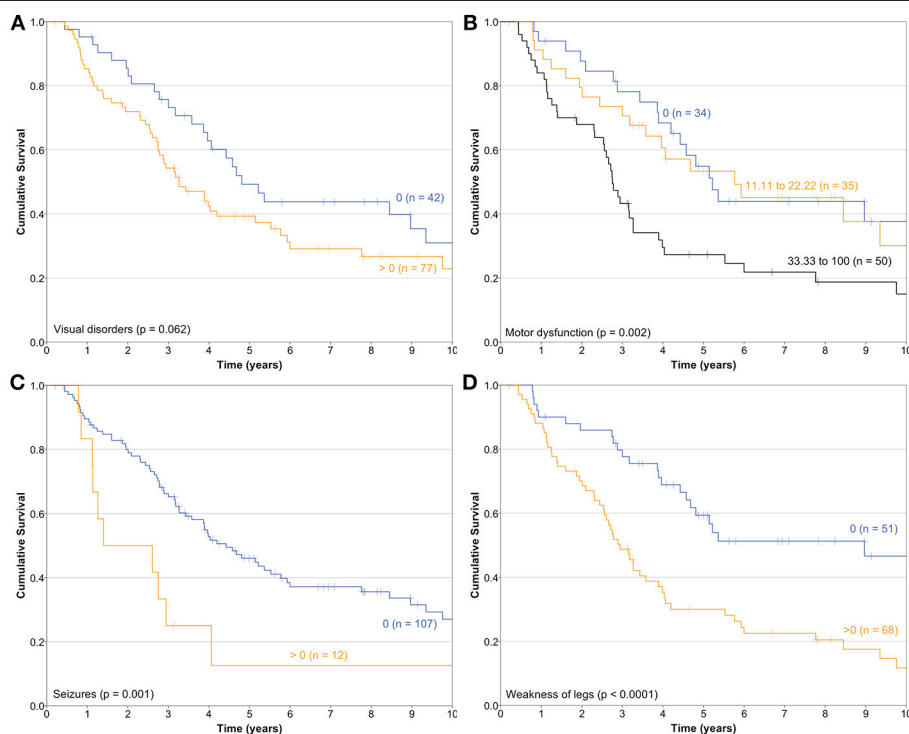 A
Cumulative Survival
1.0
0.8
0.6
0.4
0.2
0.0
0 (n = 42)
> 0 (n = 77)
Visual disorders (p = 0.062)
0 1 2 3 4 5 6 7 8 9 10
Time (years)
B
Cumulative Survival
1.0
0.8
0.6
0.4
0.2
0.0
0 (n = 34)
11.11 to 22.22 (n = 35)
33.33 to 100 (n = 50)
Motor dysfunction (p = 0.002)
0 1 2 3 4 5 6 7 8 9 10
Time (years)
C
Cumulative Survival
1.0
0.8
0.6
0.4
0.2
0.0
0 (n = 107)
> 0 (n = 12)
Seizures (p = 0.001)
0 1 2 3 4 5 6 7 8 9 10
Time (years)
D
Cumulative Survival
1.0
0.8
0.6
0.4
0.2
0.0
0 (n = 51)
>0 (n = 68)
Weakness of legs (p < 0.0001)
0 1 2 3 4 5 6 7 8 9 10
Time (years)